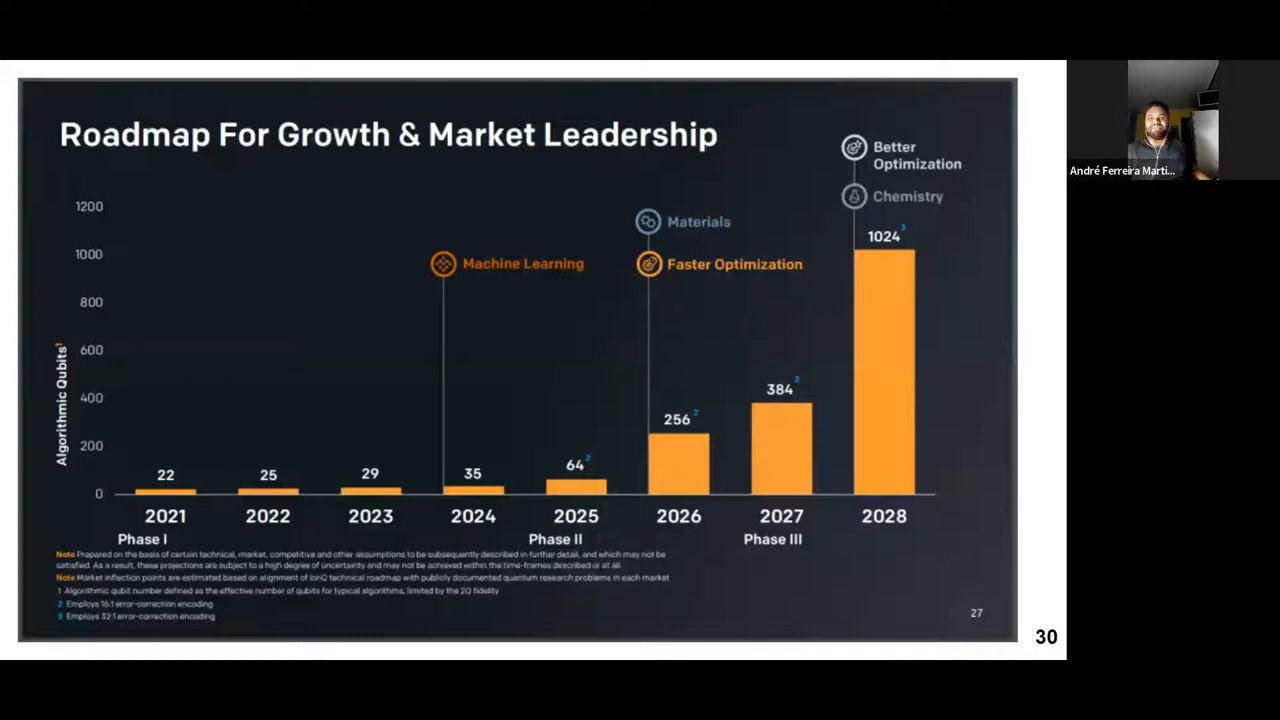 Roadmap For Growth & Market Leadership
Better
Optimization
Chemistry
Materials
Machine Learning
Faster Optimization
1200
1000
800
600
400
200
0
Algorithmic Qubits¹
22
25
29
35
64 2
256 2
384 2
1024 3
2021
2022
2023
2024
2025
2026
2027
2028
Phase I
Phase II
Phase III
Note Prepared on the basis of certain technical, market, competitive and other assumptions to be subsequently described in further detail, and which may not be
satisfied. As a result, these projections are subject to a high degree of uncertainty and may not be achieved within the time-frames described or at all.
Note Market inflection points are estimated based on alignment of IonQ technical roadmap with publicly documented quantum research problems in each market
1 Algorithmic qubit number defined as the effective number of qubits for typical algorithms, limited by the 2Q fidelity
2 Employs 16:1 error-correction encoding
3 Employs 32:1 error-correction encoding
27
30
André Ferreira Marti...